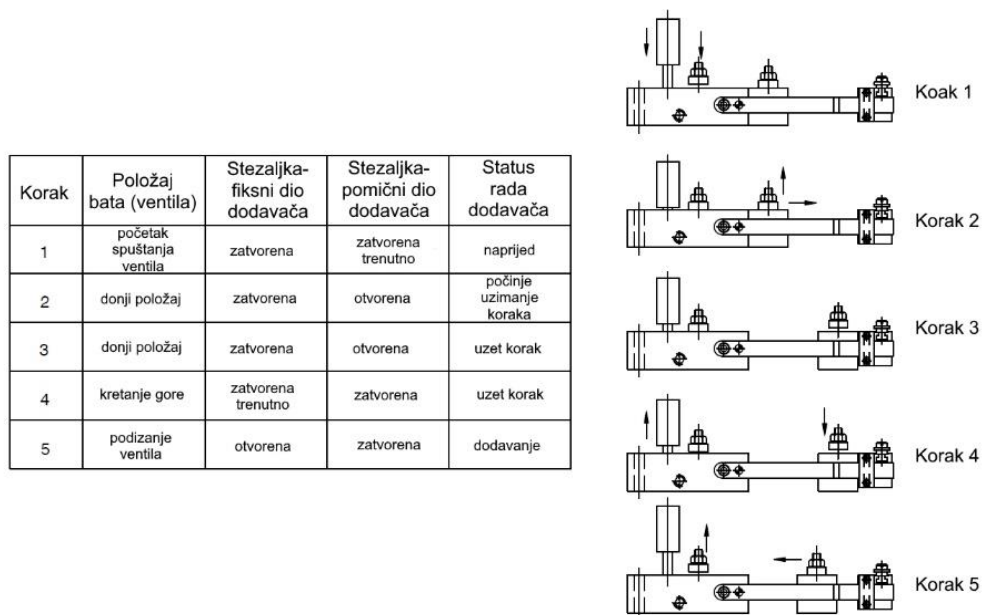 Korak
Položaj
bata (ventila)
Stezaljka-
fiksni dio
dodavača
Stezaljka-
pomični dio
dodavača
Status
rada
dodavača
1
početak
spuštanja
ventila
zatvorena
zatvorena
trenutno
naprijed
2
donji položaj
zatvorena
otvorena
počinje
uzimanje
koraka
3
donji položaj
zatvorena
otvorena
uzet korak
4
kretanje gore
zatvorena
trenutno
zatvorena
uzet korak
5
podizanje
ventila
otvorena
zatvorena
dodavanje
Koak 1
Korak 2
Korak 3
Korak 4
Korak 5